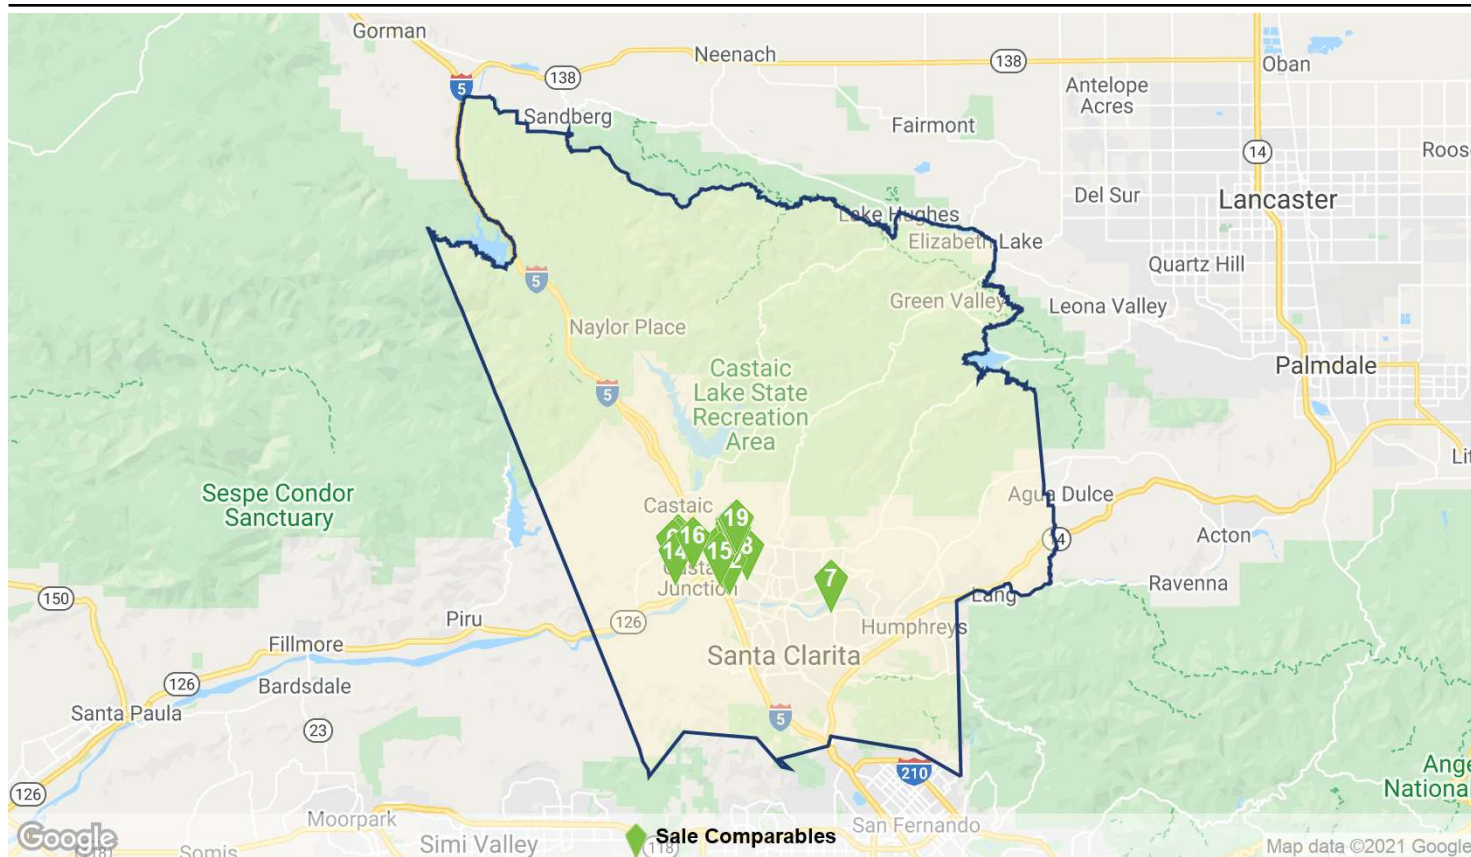 Gorman
Neenach
138
138
Oban
5
Antelope
Acres
Sandberg
Fairmont
14
Del Sur
Lancaster
Lake Hughes
Elizabeth Lake
Quartz Hill
5
Green Valley
Leona Valley
Naylor Place
Castaic
Lake State
Recreation
Area
Palmdale
5
Sespe Condor
Sanctuary
Castaic
Agua Dulce
19
16
14
15
7
Junction
14
Acton
Ravenna
Lang
150
Piru
126
Humphreys
Fillmore
Santa Clarita
126
Bardsdale
Santa Paula
23
5
210
126
Moorpark
San Fernando
Google
Somis
Simi Valley
118
Sale Comparables
Map data ©2021 Google